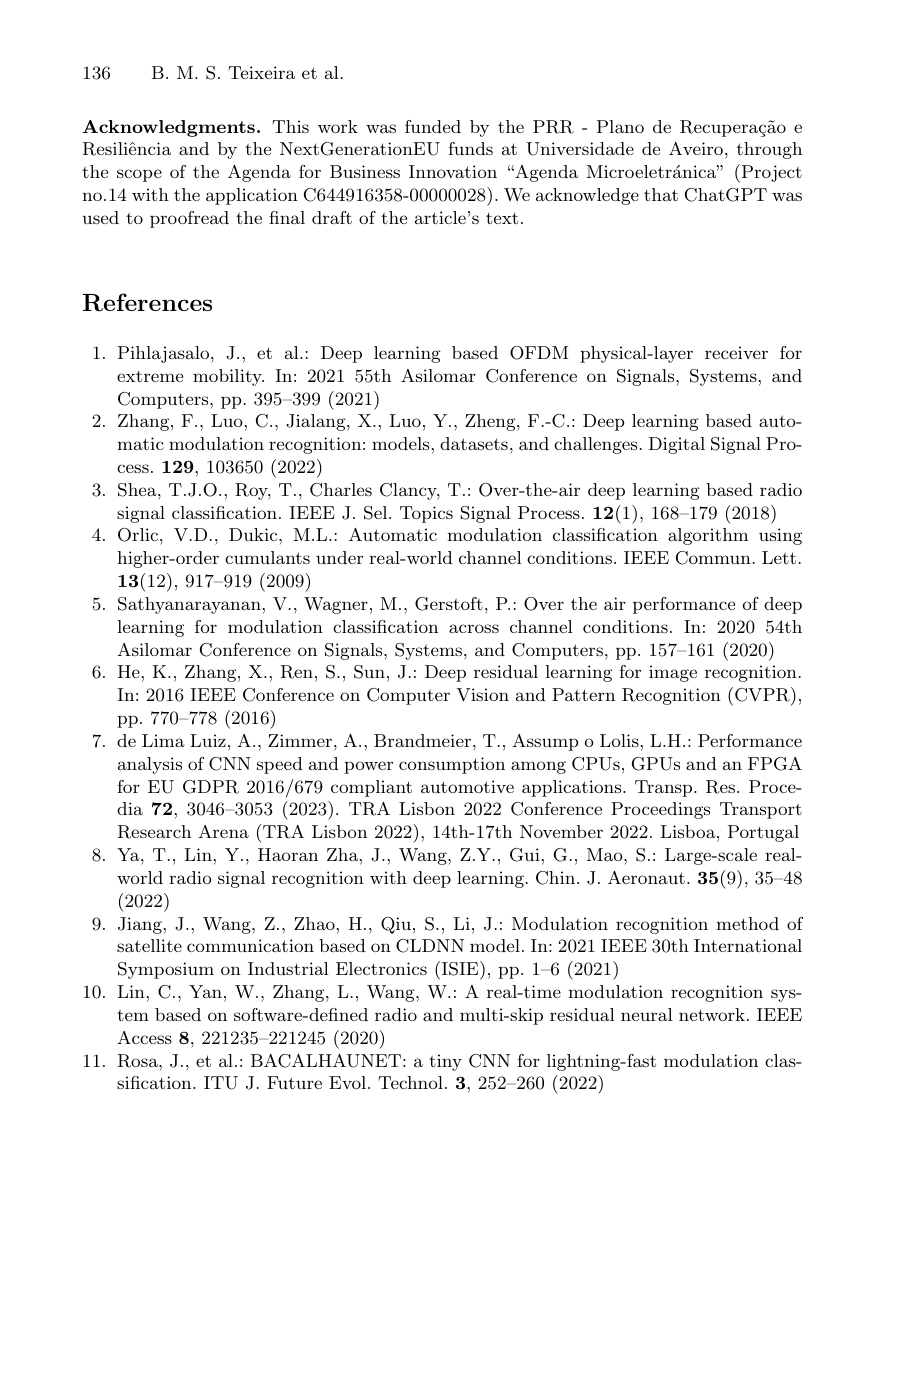 136 B. M. S. Teixeira et al.
Acknowledgments. This work was funded by the PRR - Plano de Recuperação e
Resiliência and by the NextGenerationEU funds at Universidade de Aveiro, through
the scope of the Agenda for Business Innovation “Agenda Microeletránica” (Project
no.14 with the application C644916358-00000028). We acknowledge that ChatGPT was
used to proofread the final draft of the article’s text.
References
1. Pihlajasalo, J., et al.: Deep learning based OFDM physical-layer receiver for
extreme mobility. In: 2021 55th Asilomar Conference on Signals, Systems, and
Computers, pp. 395–399 (2021)
2. Zhang, F., Luo, C., Jialang, X., Luo, Y., Zheng, F.-C.: Deep learning based auto-
matic modulation recognition: models, datasets, and challenges. Digital Signal Pro-
cess. 129, 103650 (2022)
3. Shea, T.J.O., Roy, T., Charles Clancy, T.: Over-the-air deep learning based radio
signal classification. IEEE J. Sel. Topics Signal Process. 12(1), 168–179 (2018)
4. Orlic, V.D., Dukic, M.L.: Automatic modulation classification algorithm using
higher-order cumulants under real-world channel conditions. IEEE Commun. Lett.
13(12), 917–919 (2009)
5. Sathyanarayanan, V., Wagner, M., Gerstoft, P.: Over the air performance of deep
learning for modulation classification across channel conditions. In: 2020 54th
Asilomar Conference on Signals, Systems, and Computers, pp. 157–161 (2020)
6. He, K., Zhang, X., Ren, S., Sun, J.: Deep residual learning for image recognition.
In: 2016 IEEE Conference on Computer Vision and Pattern Recognition (CVPR),
pp. 770–778 (2016)
7. de Lima Luiz, A., Zimmer, A., Brandmeier, T., Assump o Lolis, L.H.: Performance
analysis of CNN speed and power consumption among CPUs, GPUs and an FPGA
for EU GDPR 2016/679 compliant automotive applications. Transp. Res. Proce-
dia 72, 3046–3053 (2023). TRA Lisbon 2022 Conference Proceedings Transport
Research Arena (TRA Lisbon 2022), 14th-17th November 2022. Lisboa, Portugal
8. Ya, T., Lin, Y., Haoran Zha, J., Wang, Z.Y., Gui, G., Mao, S.: Large-scale real-
world radio signal recognition with deep learning. Chin. J. Aeronaut. 35(9), 35–48
(2022)
9. Jiang, J., Wang, Z., Zhao, H., Qiu, S., Li, J.: Modulation recognition method of
satellite communication based on CLDNN model. In: 2021 IEEE 30th International
Symposium on Industrial Electronics (ISIE), pp. 1–6 (2021)
10. Lin, C., Yan, W., Zhang, L., Wang, W.: A real-time modulation recognition sys-
tem based on software-defined radio and multi-skip residual neural network. IEEE
Access 8, 221235–221245 (2020)
11. Rosa, J., et al.: BACALHAUNET: a tiny CNN for lightning-fast modulation clas-
sification. ITU J. Future Evol. Technol. 3, 252–260 (2022)